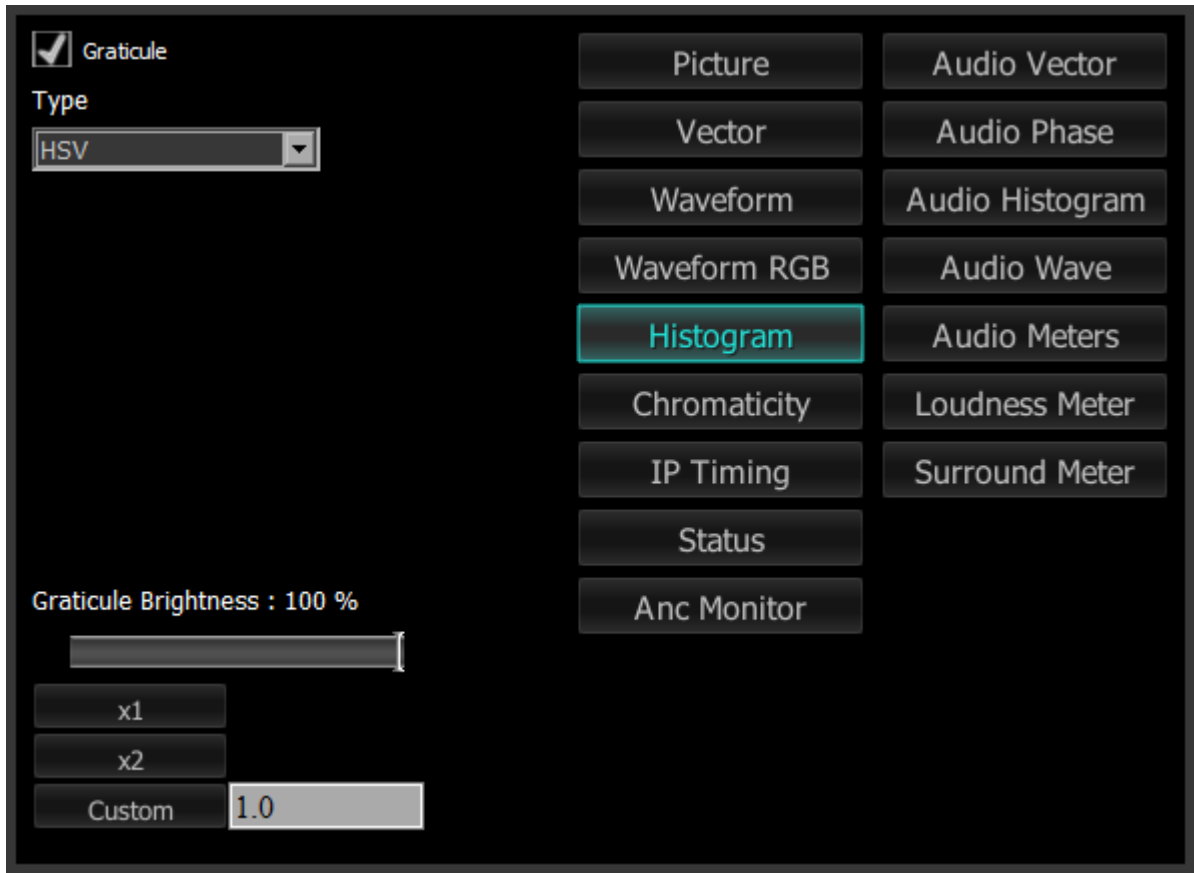 Graticule
Type
HSV
Graticule Brightness : 100 %
x1
x2
Custom
1.0
Picture
Vector
Waveform
Waveform RGB
Histogram
Chromaticity
IP Timing
Status
Anc Monitor
Audio Vector
Audio Phase
Audio Histogram
Audio Wave
Audio Meters
Loudness Meter
Surround Meter